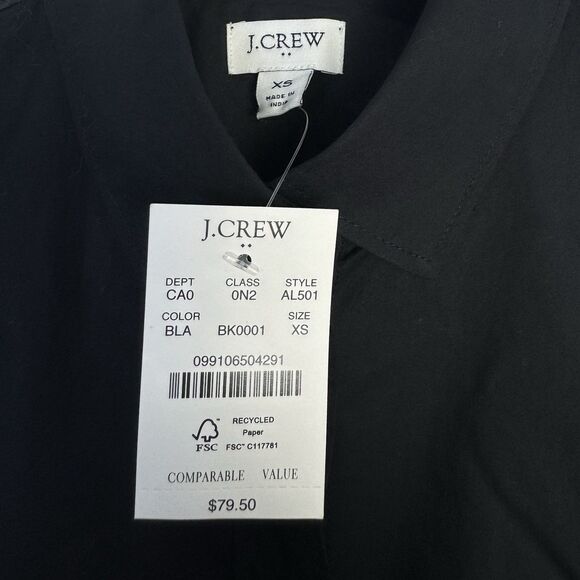 J.CREW
XS
MADE IN
INDIA
J.CREW
DEPT CLASS STYLE
CA0 0N2 AL501
COLOR SIZE
BLA BK0001 XS
099106504291
FSC
RECYCLED
Paper
FSC™ C117781
COMPARABLE VALUE
$79.50